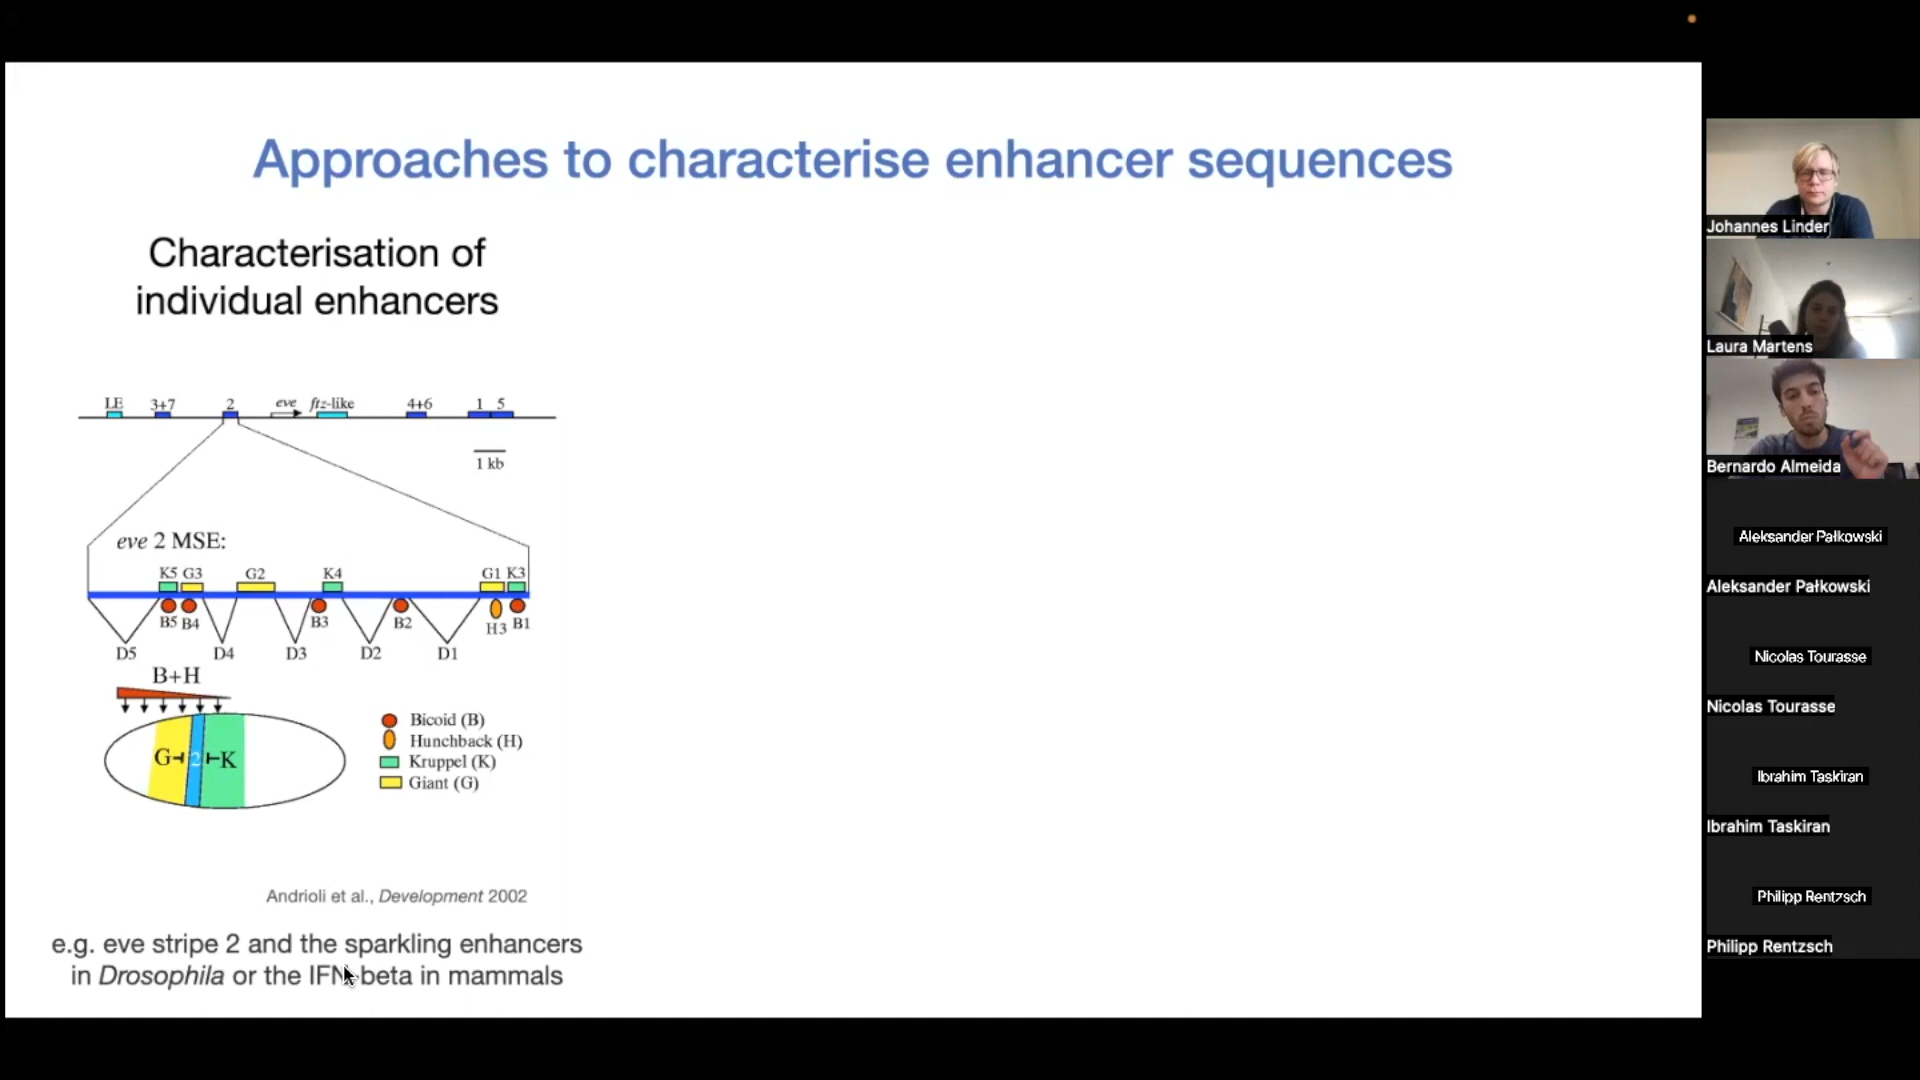 Approaches to characterise enhancer sequences
Characterisation of
individual enhancers
LE 3+7 2 eve ftz-like 4+6 1 5
1 kb
eve 2 MSE:
K5 G3 G2 K4 G1 K3
B5 B4 B3 B2 H3 B1
D5 D4 D3 D2 D1
B+H
G 2 K
Bicoid (B)
Hunchback (H)
Kruppel (K)
Giant (G)
Andrioli et al., Development 2002
e.g. eve stripe 2 and the sparkling enhancers
in Drosophila or the IFN-beta in mammals
Johannes Linder
Laura Martens
Bernardo Almeida
Aleksander Pałkowski
Aleksander Pałkowski
Nicolas Tourasse
Nicolas Tourasse
Ibrahim Taskiran
Ibrahim Taskiran
Philipp Rentzsch
Philipp Rentzsch